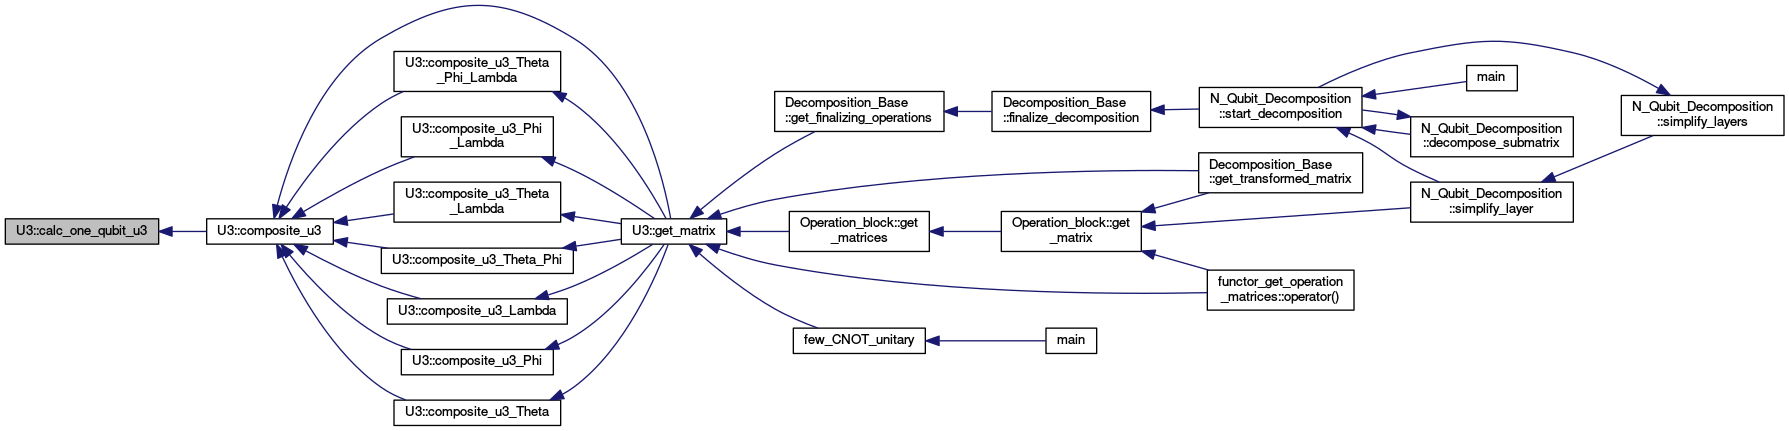 U3::calc_one_qubit_u3
U3::composite_u3
U3::composite_u3_Theta
_Phi_Lambda
U3::composite_u3_Phi
_Lambda
U3::composite_u3_Theta
_Lambda
U3::composite_u3_Theta_Phi
U3::composite_u3_Lambda
U3::composite_u3_Phi
U3::composite_u3_Theta
U3::get_matrix
Decomposition_Base
::get_finalizing_operations
Operation_block::get
_matrices
few_CNOT_unitary
Decomposition_Base
::finalize_decomposition
Operation_block::get
_matrix
main
N_Qubit_Decomposition
::start_decomposition
Decomposition_Base
::get_transformed_matrix
functor_get_operation
_matrices::operator()
main
N_Qubit_Decomposition
::decompose_submatrix
N_Qubit_Decomposition
::simplify_layer
N_Qubit_Decomposition
::simplify_layers